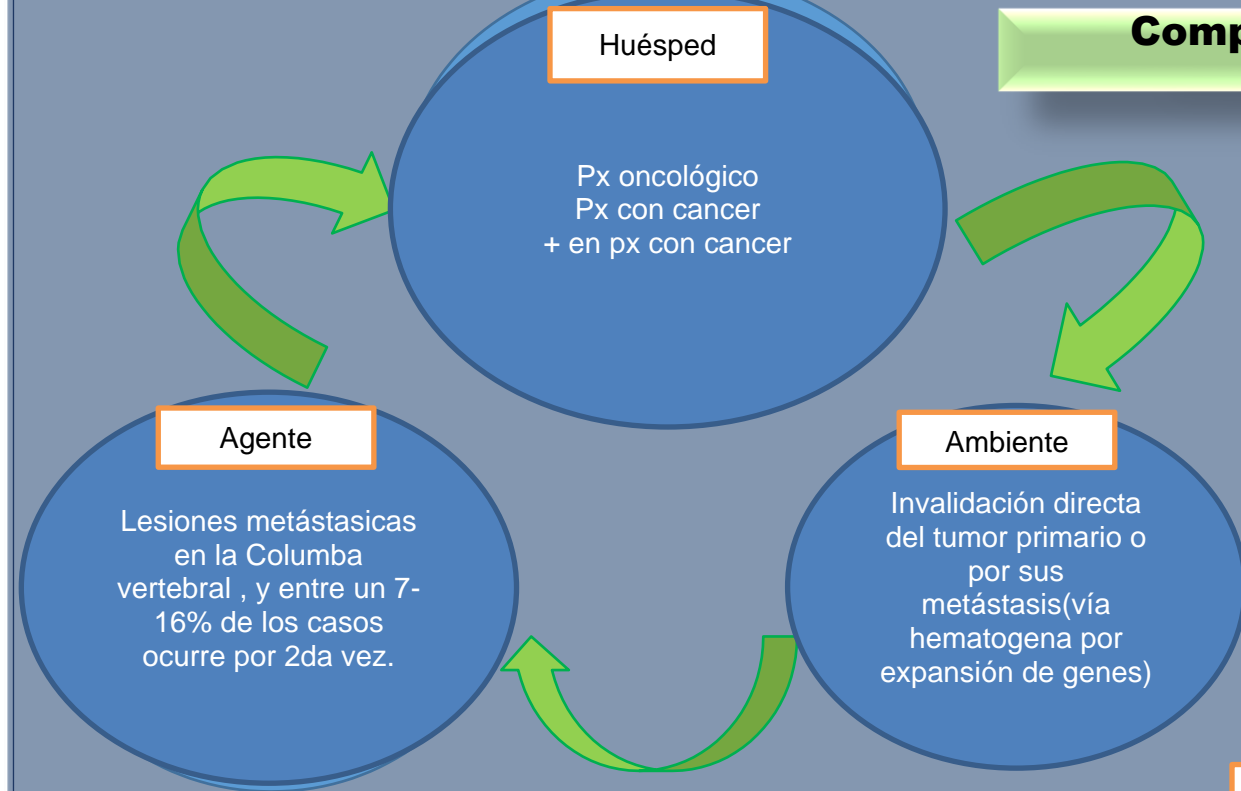 Huésped
Px oncológico
Px con cancer
+ en px con cancer
Agente
Lesiones metástasicas
en la Columba
vertebral , y entre un 7-
16% de los casos
ocurre por 2da vez.
Ambiente
Invalidación directa
del tumor primario o
por sus
metástasis(vía
hematogena por
expansión de genes)